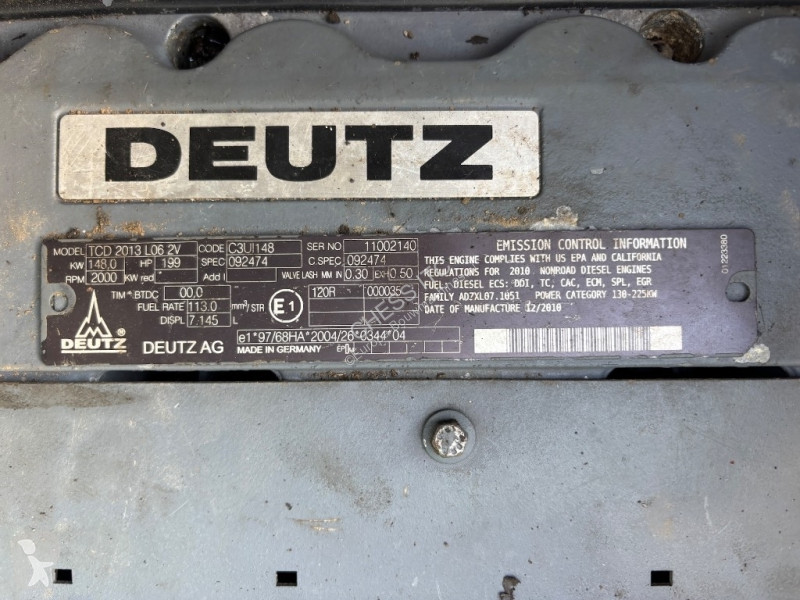 DEUTZ
MODEL TCD 2013 L06 2V CODE C3UI148 SER NO 11002140
KW 148.0 HP 199 SPEC 092474 C.SPEC 092474
RPM 2000 KW red * Add I VALVE LASH MM IN 0.30 EXH 0.50
TIM °.BTDC 00.0
120R 000035
FUEL RATE 113.0 mm³/STR E1
DISPL 7.145 L
DEUTZ ®
DEUTZ AG
e1*97/68HA*2004/26*0344*04
MADE IN GERMANY
EMISSION CONTROL INFORMATION
THIS ENGINE COMPLIES WITH US EPA AND CALIFORNIA
REGULATIONS FOR 2010 NONROAD DIESEL ENGINES
FUEL: DIESEL ECS: DDI, TC, CAC, ECM, SPL, EGR
FAMILY ADZXL07.1051 POWER CATEGORY 130-225KW
DATE OF MANUFACTURE 12/2010
01223380